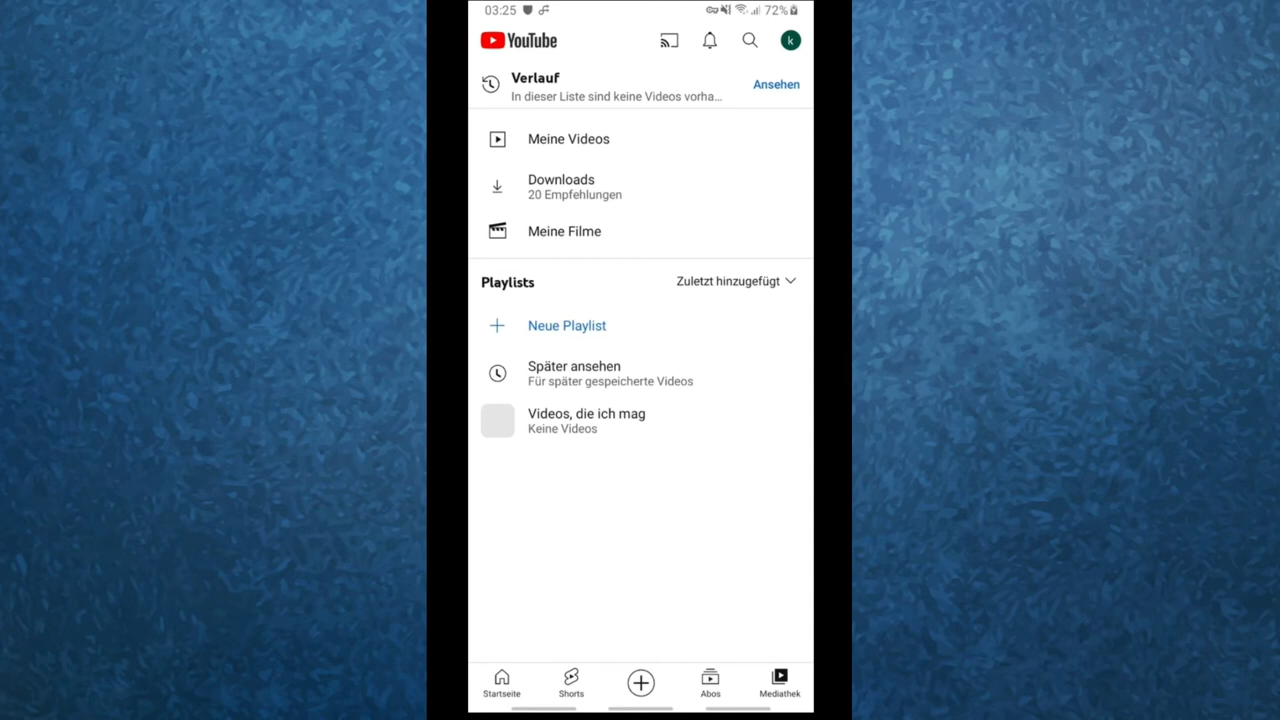 03:25 72%
YouTube k
Verlauf
In dieser Liste sind keine Videos vorha... Ansehen
Meine Videos
Downloads
20 Empfehlungen
Meine Filme
Playlists Zuletzt hinzugefügt
Neue Playlist
Später ansehen
Für später gespeicherte Videos
Videos, die ich mag
Keine Videos
Startseite Shorts Abos Mediathek